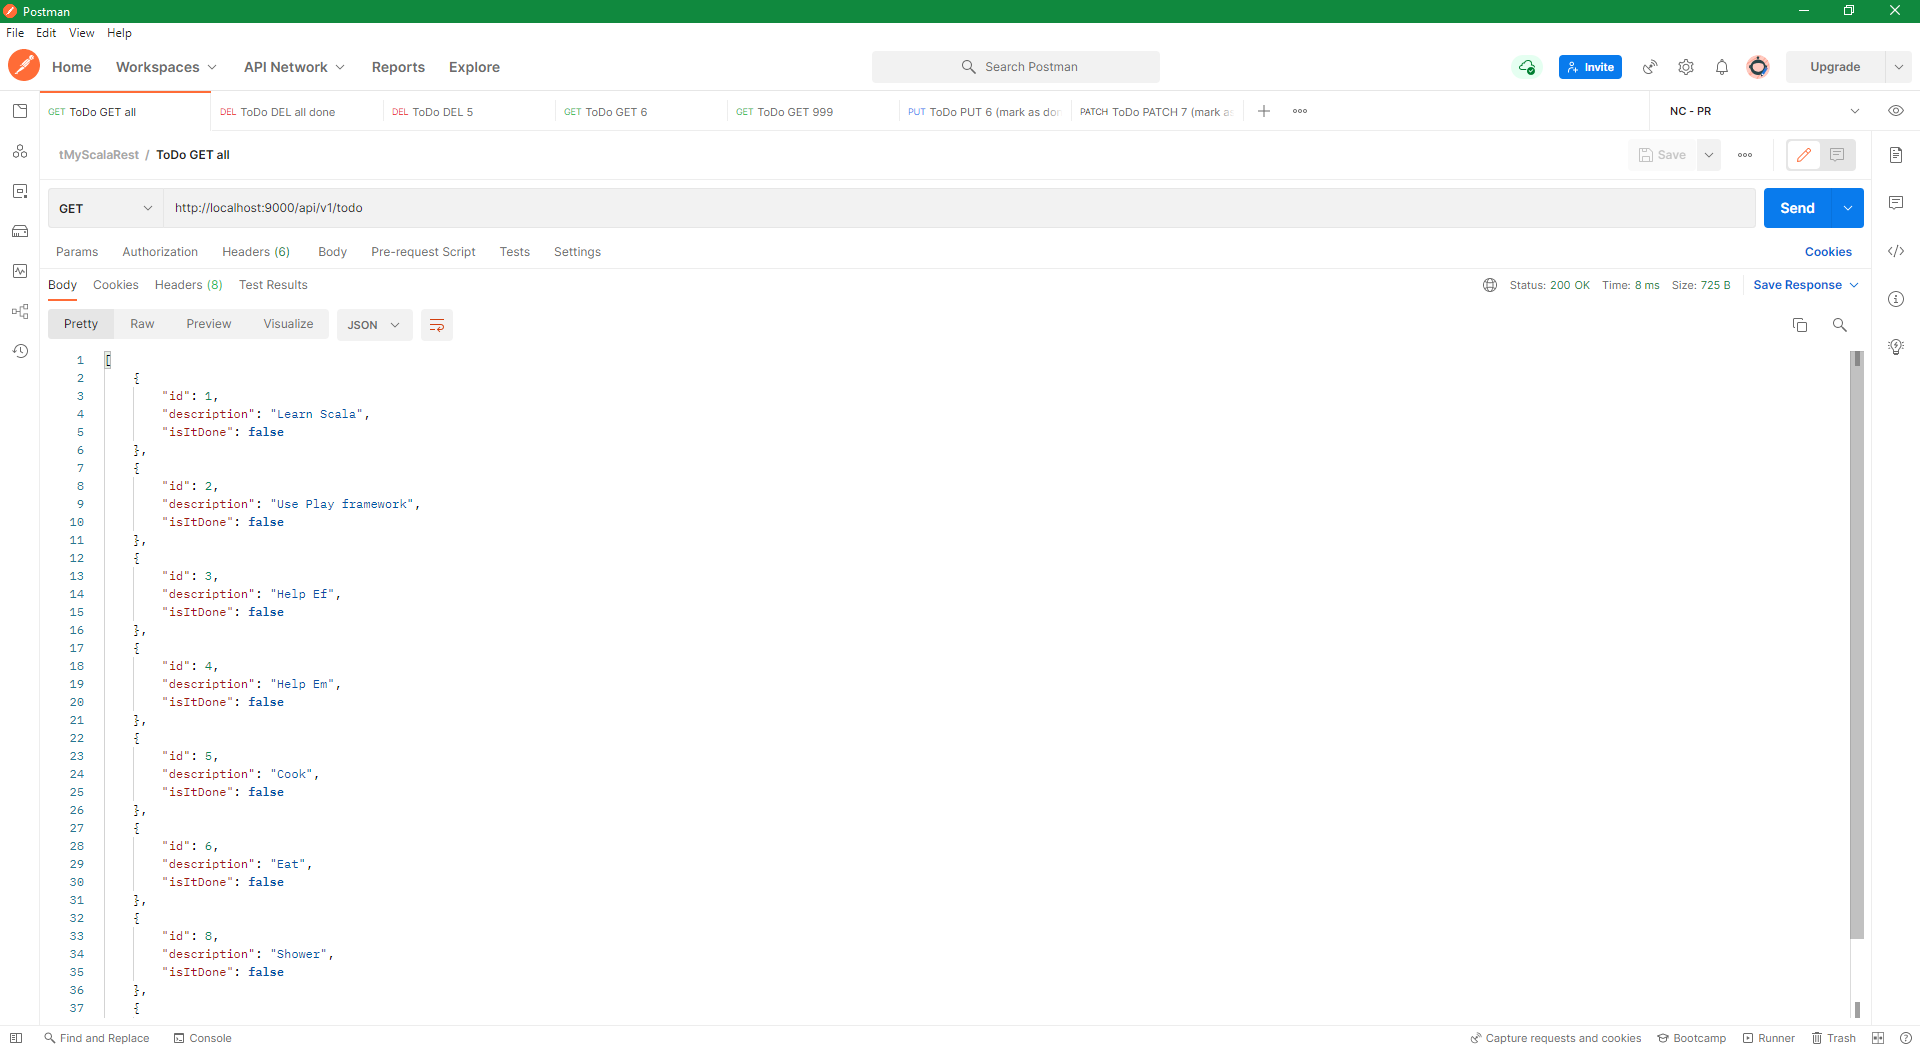 Postman
File Edit View Help
Home Workspaces API Network Reports Explore Search Postman Invite Upgrade
GET ToDo GET all DEL ToDo DEL all done DEL ToDo DEL 5 GET ToDo GET 6 GET ToDo GET 999 PUT ToDo PUT 6 (mark as don PATCH ToDo PATCH 7 (mark as NC - PR
tMyScalaRest / ToDo GET all Save
GET http://localhost:9000/api/v1/todo Send
Params Authorization Headers (6) Body Pre-request Script Tests Settings Cookies
Body Cookies Headers (8) Test Results Status: 200 OK Time: 8 ms Size: 725 B Save Response
Pretty Raw Preview Visualize JSON
1 [
2 {
3 "id": 1,
4 "description": "Learn Scala",
5 "isItDone": false
6 },
7 {
8 "id": 2,
9 "description": "Use Play framework",
10 "isItDone": false
11 },
12 {
13 "id": 3,
14 "description": "Help Ef",
15 "isItDone": false
16 },
17 {
18 "id": 4,
19 "description": "Help Em",
20 "isItDone": false
21 },
22 {
23 "id": 5,
24 "description": "Cook",
25 "isItDone": false
26 },
27 {
28 "id": 6,
29 "description": "Eat",
30 "isItDone": false
31 },
32 {
33 "id": 8,
34 "description": "Shower",
35 "isItDone": false
36 },
37 {
Find and Replace Console Capture requests and cookies Bootcamp Runner Trash